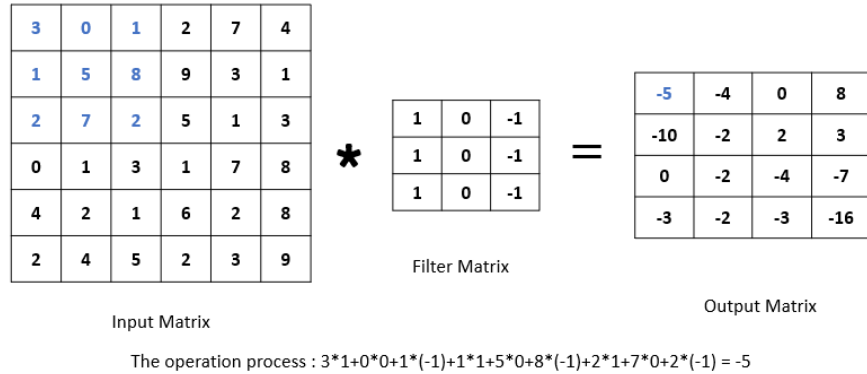 3 0 1 2 7 4
1 5 8 9 3 1
2 7 2 5 1 3
0 1 3 1 7 8
4 2 1 6 2 8
2 4 5 2 3 9
Input Matrix
*
1 0 -1
1 0 -1
1 0 -1
Filter Matrix
=
-5 -4 0 8
-10 -2 2 3
0 -2 -4 -7
-3 -2 -3 -16
Output Matrix
The operation process : 3*1+0*0+1*(-1)+1*1+5*0+8*(-1)+2*1+7*0+2*(-1) = -5